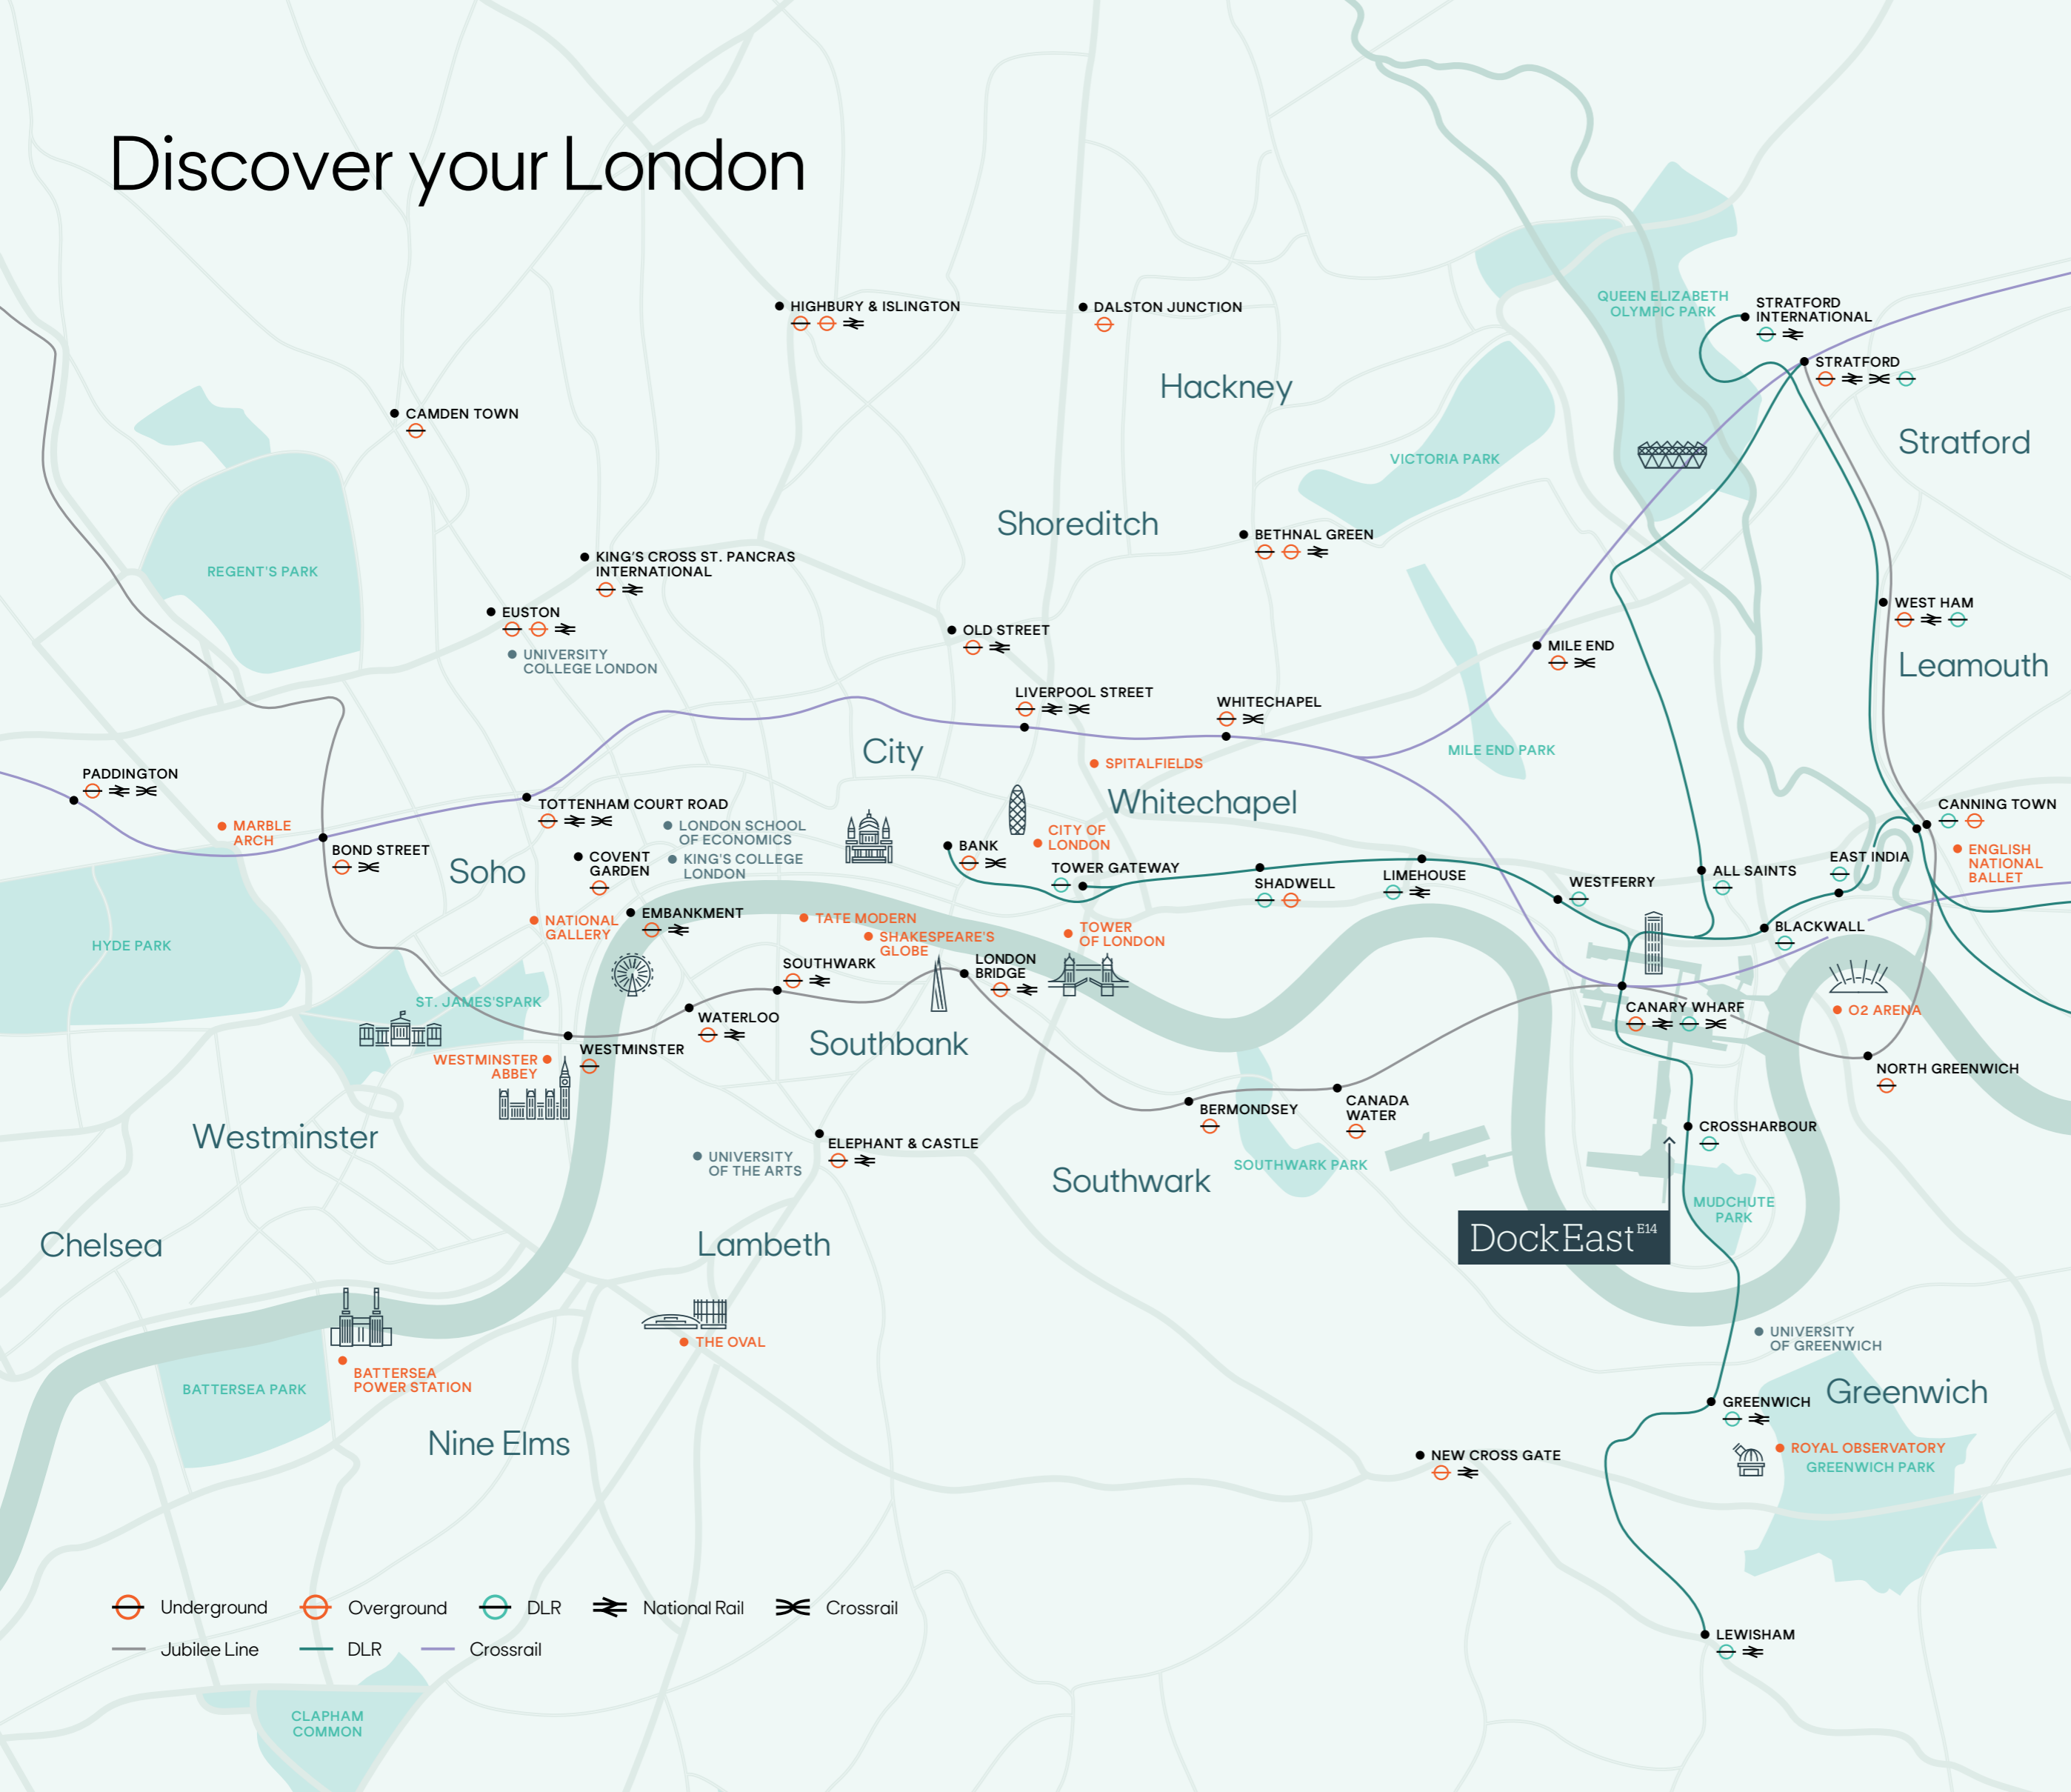 Discover your London
HIGHBURY & ISLINGTON
DALSTON JUNCTION
QUEEN ELIZABETH
OLYMPIC PARK
STRATFORD
INTERNATIONAL
STRATFORD
Hackney
CAMDEN TOWN
Stratford
VICTORIA PARK
Shoreditch
BETHNAL GREEN
REGENT'S PARK
KING'S CROSS ST. PANCRAS
INTERNATIONAL
EUSTON
UNIVERSITY
COLLEGE LONDON
OLD STREET
WEST HAM
MILE END
Leamouth
LIVERPOOL STREET
WHITECHAPEL
City
MILE END PARK
SPITALFIELDS
PADDINGTON
Whitechapel
TOTTENHAM COURT ROAD
CANNING TOWN
MARBLE
ARCH
LONDON SCHOOL
OF ECONOMICS
CITY OF
LONDON
BOND STREET
BANK
ENGLISH
NATIONAL
BALLET
Soho
COVENT
GARDEN
KING'S COLLEGE
LONDON
TOWER GATEWAY
EAST INDIA
SHADWELL
LIMEHOUSE
WESTFERRY
ALL SAINTS
NATIONAL
GALLERY
EMBANKMENT
TATE MODERN
SHAKESPEARE'S
GLOBE
TOWER
OF LONDON
BLACKWALL
HYDE PARK
SOUTHWARK
LONDON
BRIDGE
ST. JAMES'SPARK
WATERLOO
CANARY WHARF
O2 ARENA
Southbank
WESTMINSTER
WESTMINSTER
ABBEY
NORTH GREENWICH
BERMONDSEY
CANADA
WATER
Westminster
ELEPHANT & CASTLE
CROSSHARBOUR
UNIVERSITY
OF THE ARTS
SOUTHWARK PARK
Southwark
MUDCHUTE
PARK
DockEast E14
Chelsea
Lambeth
UNIVERSITY
OF GREENWICH
THE OVAL
BATTERSEA
POWER STATION
BATTERSEA PARK
Greenwich
GREENWICH
Nine Elms
NEW CROSS GATE
ROYAL OBSERVATORY
GREENWICH PARK
Underground
Overground
DLR
National Rail
Crossrail
Jubilee Line
DLR
Crossrail
LEWISHAM
CLAPHAM
COMMON